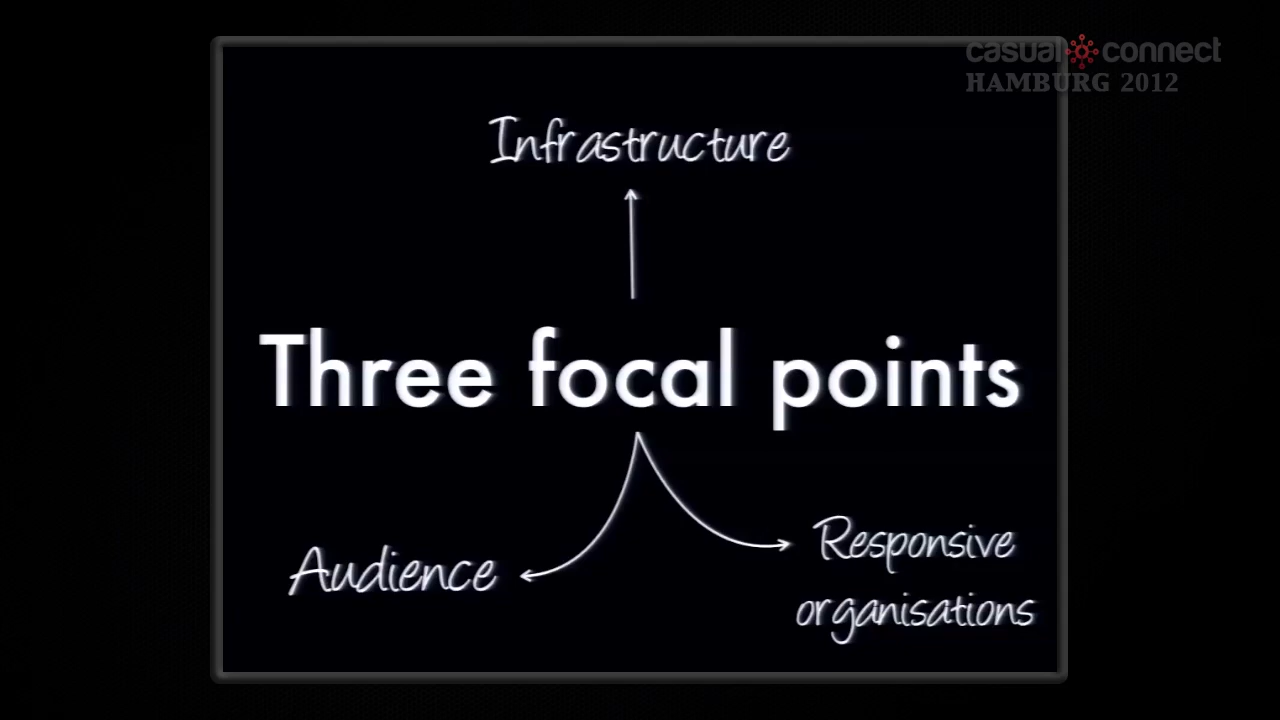 casual connect
HAMBURG 2012
Infrastructure
Three focal points
Audience
Responsive
organisations